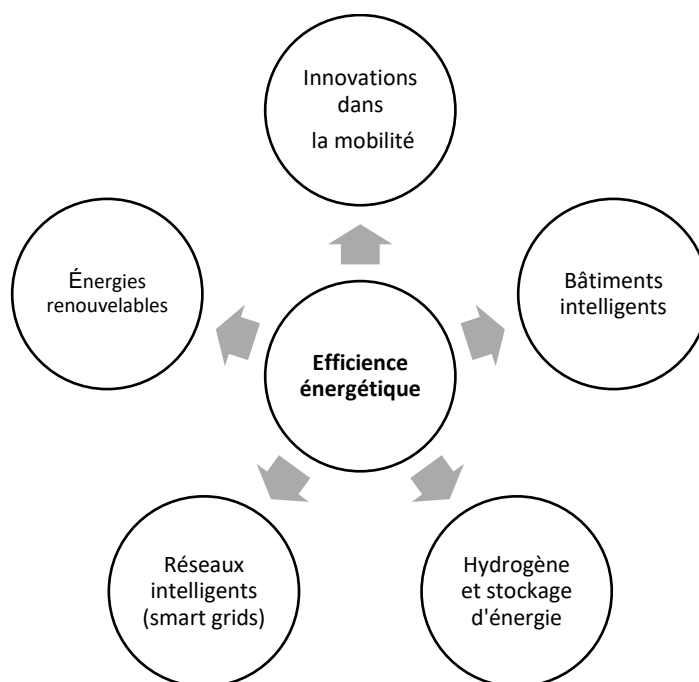 Innovations
dans
la mobilité
Énergies
renouvelables
Bâtiments
intelligents
Efficience
énergétique
Réseaux
intelligents
(smart grids)
Hydrogène
et stockage
d'énergie